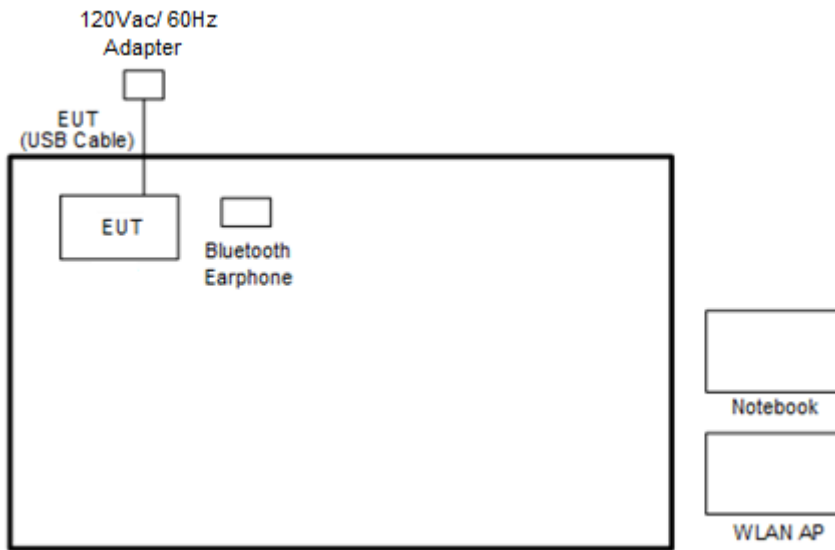 120Vac/ 60Hz
Adapter
EUT
(USB Cable)
EUT
Bluetooth
Earphone
Notebook
WLAN AP